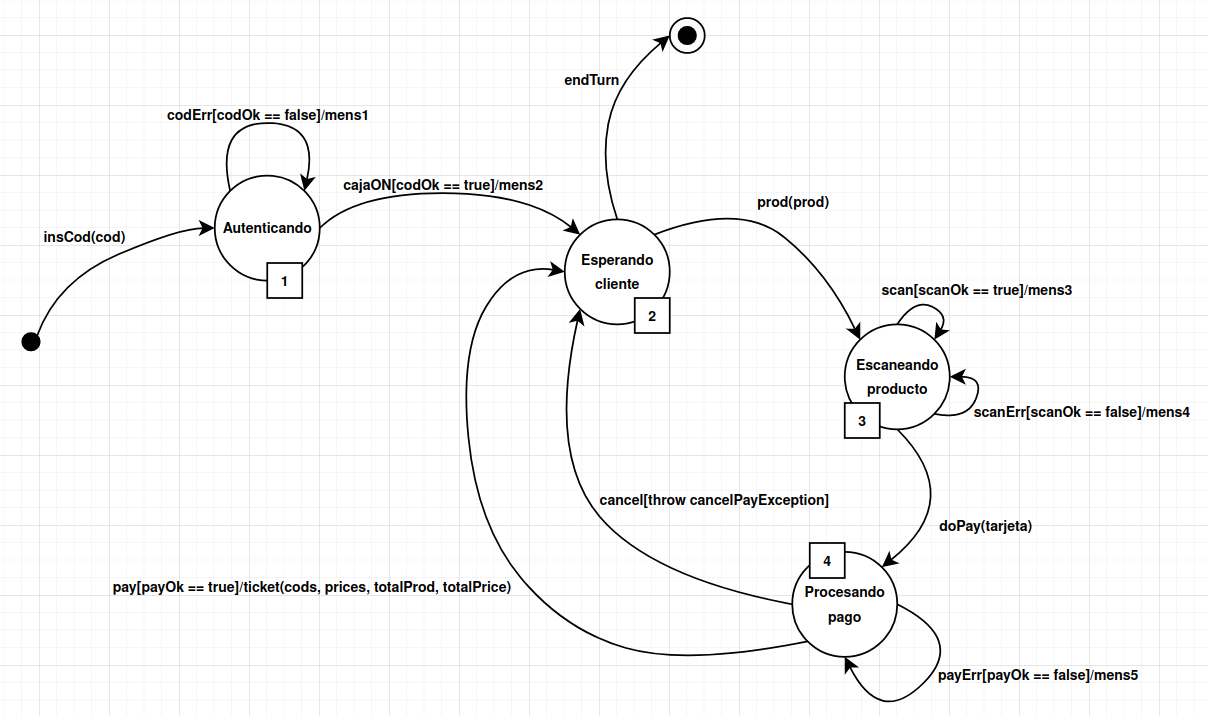 endTurn
codErr[codOk == false]/mens1
cajaON[codOk == true]/mens2
prod(prod)
insCod(cod)
Autenticando
1
Esperando
cliente
2
scan[scanOk == true]/mens3
Escaneando
producto
3
scanErr[scanOk == false]/mens4
cancel[throw cancelPayException]
doPay(tarjeta)
4
Procesando
pago
pay[payOk == true]/ticket(cods, prices, totalProd, totalPrice)
payErr[payOk == false]/mens5